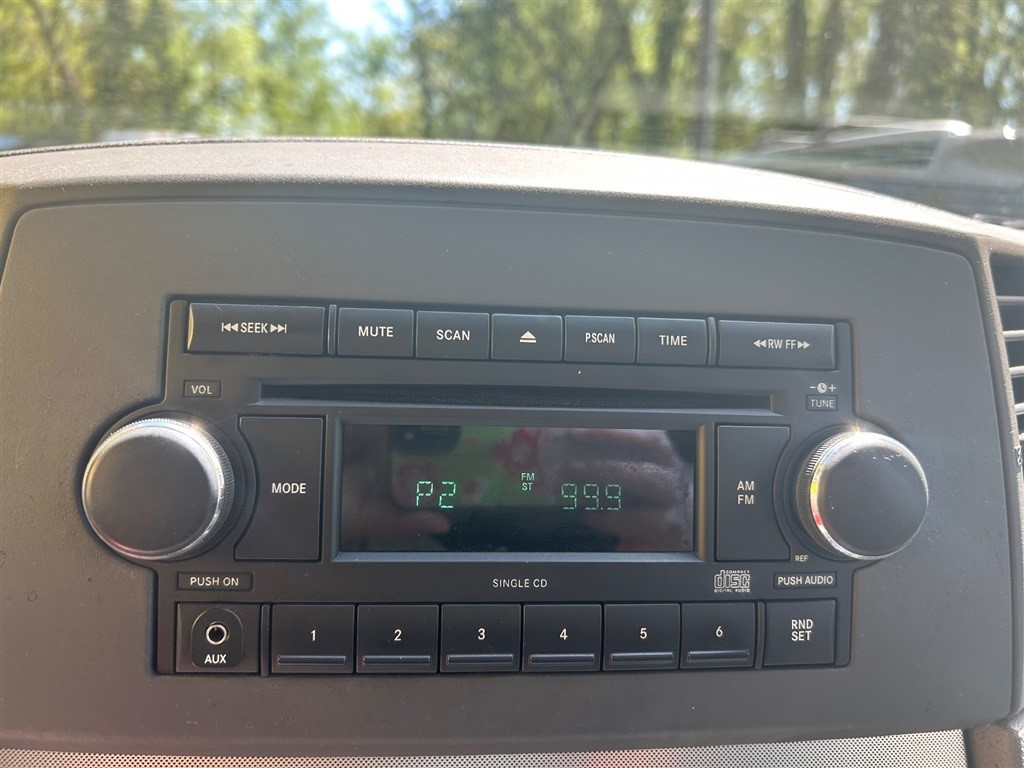 SEEK
MUTE
SCAN
P.SCAN
TIME
RW FF
VOL
- +
TUNE
MODE
P2
FM
ST
99.9
AM
FM
REF
PUSH ON
SINGLE CD
COMPACT
disc
DIGITAL AUDIO
PUSH AUDIO
AUX
1
2
3
4
5
6
RND
SET